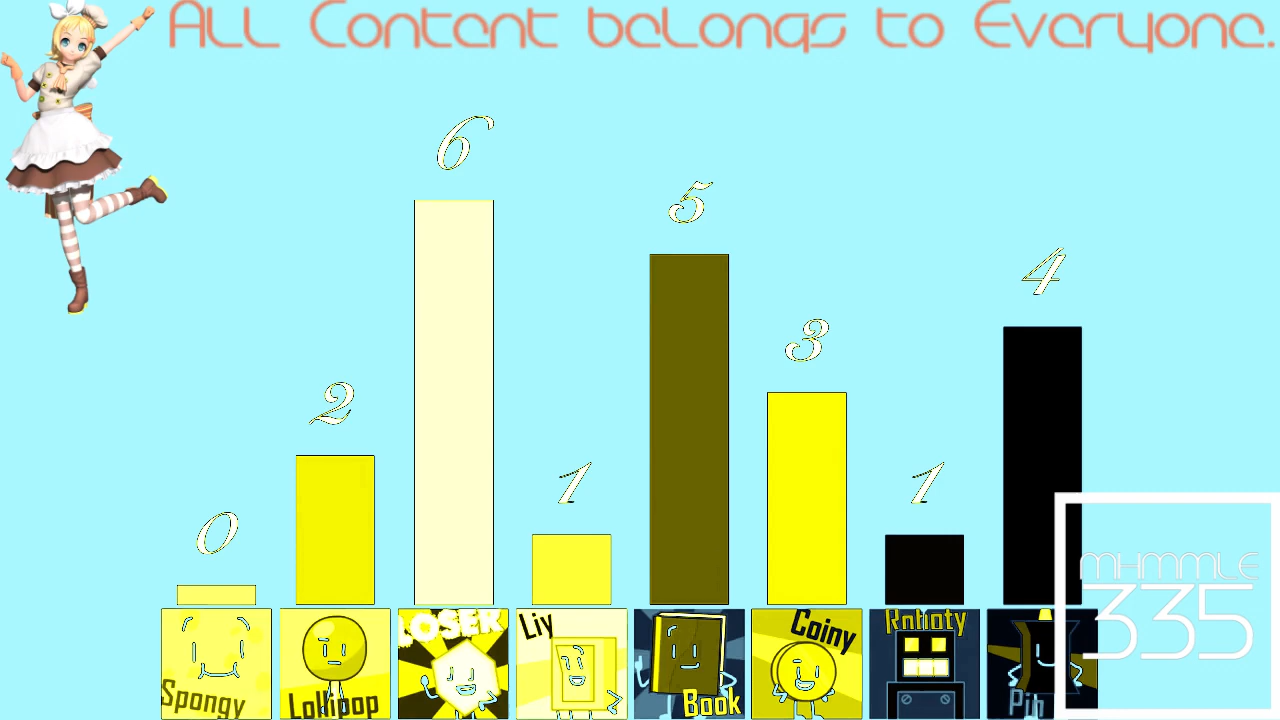 ALL Content belongs to Everyone.
6
5
4
3
2
1
1
0
MHMMLE
335
Spongy
Lollipop
LOSER
Liy
Book
Coiny
Roboty
Pin